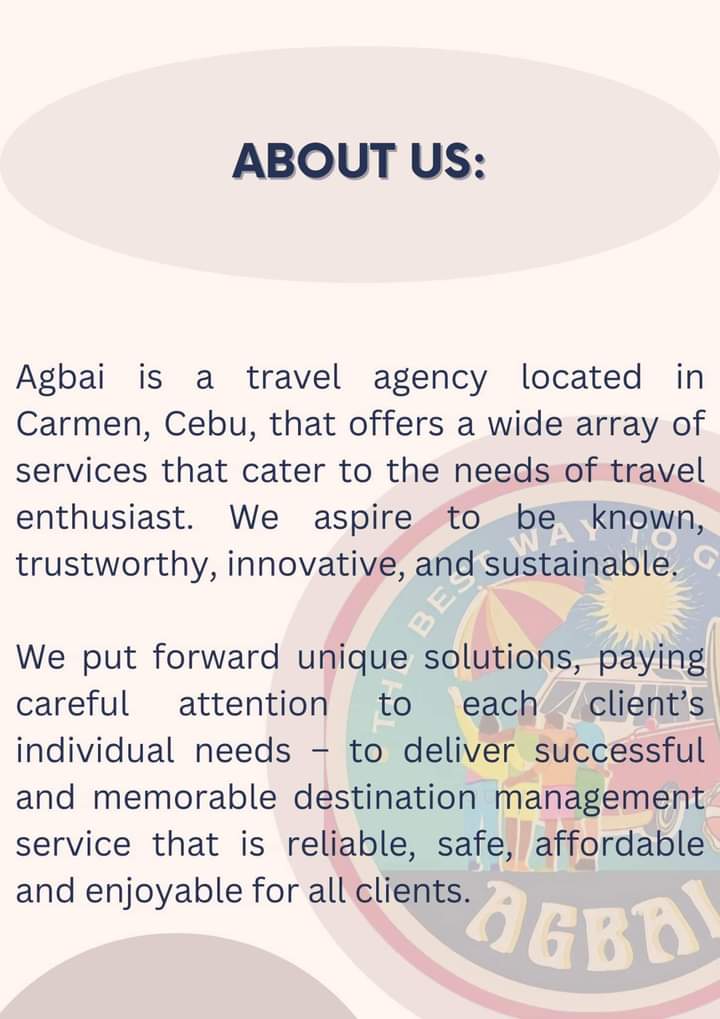 ABOUT US:
Agbai is a travel agency located in
Carmen, Cebu, that offers a wide array of
services that cater to the needs of travel
enthusiast. We aspire to be known,
trustworthy, innovative, and sustainable.
We put forward unique solutions, paying
careful attention to each client’s
individual needs – to deliver successful
and memorable destination management
service that is reliable, safe, affordable
and enjoyable for all clients.
THE BEST WAY TO G
AGBAI